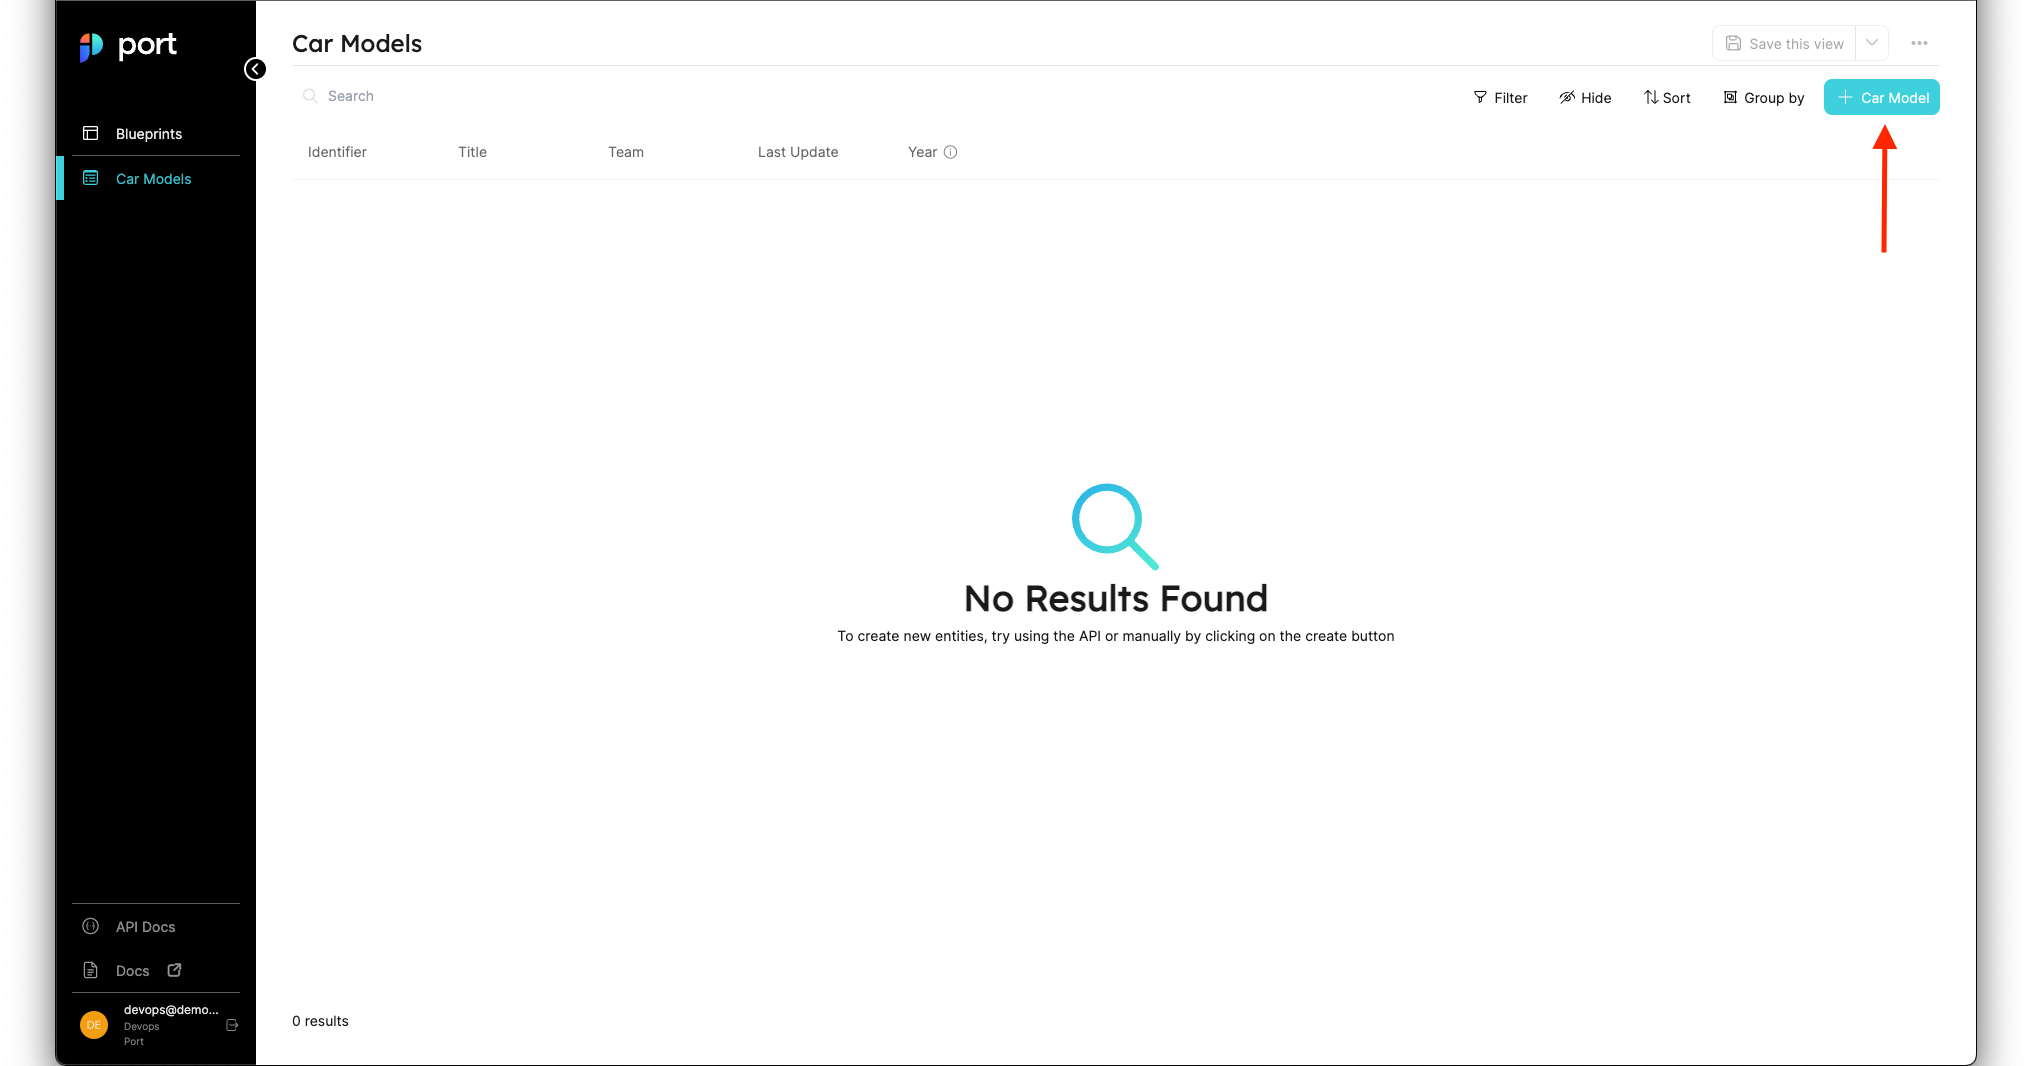 port
Blueprints
Car Models
API Docs
Docs
DE
devops@demo...
Devops
Port
Car Models
Save this view
Search
Filter
Hide
Sort
Group by
Car Model
Identifier
Title
Team
Last Update
Year
No Results Found
To create new entities, try using the API or manually by clicking on the create button
0 results